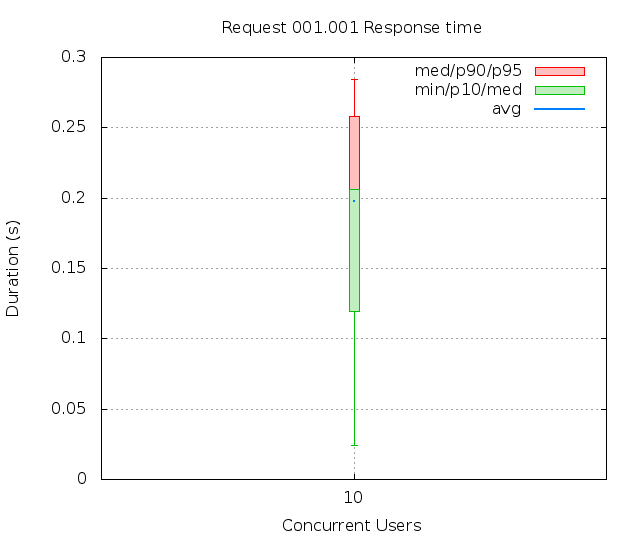 Request 001.001 Response time
0.3
0.25
0.2
0.15
0.1
0.05
0
Duration (s)
med/p90/p95
min/p10/med
avg
10
Concurrent Users